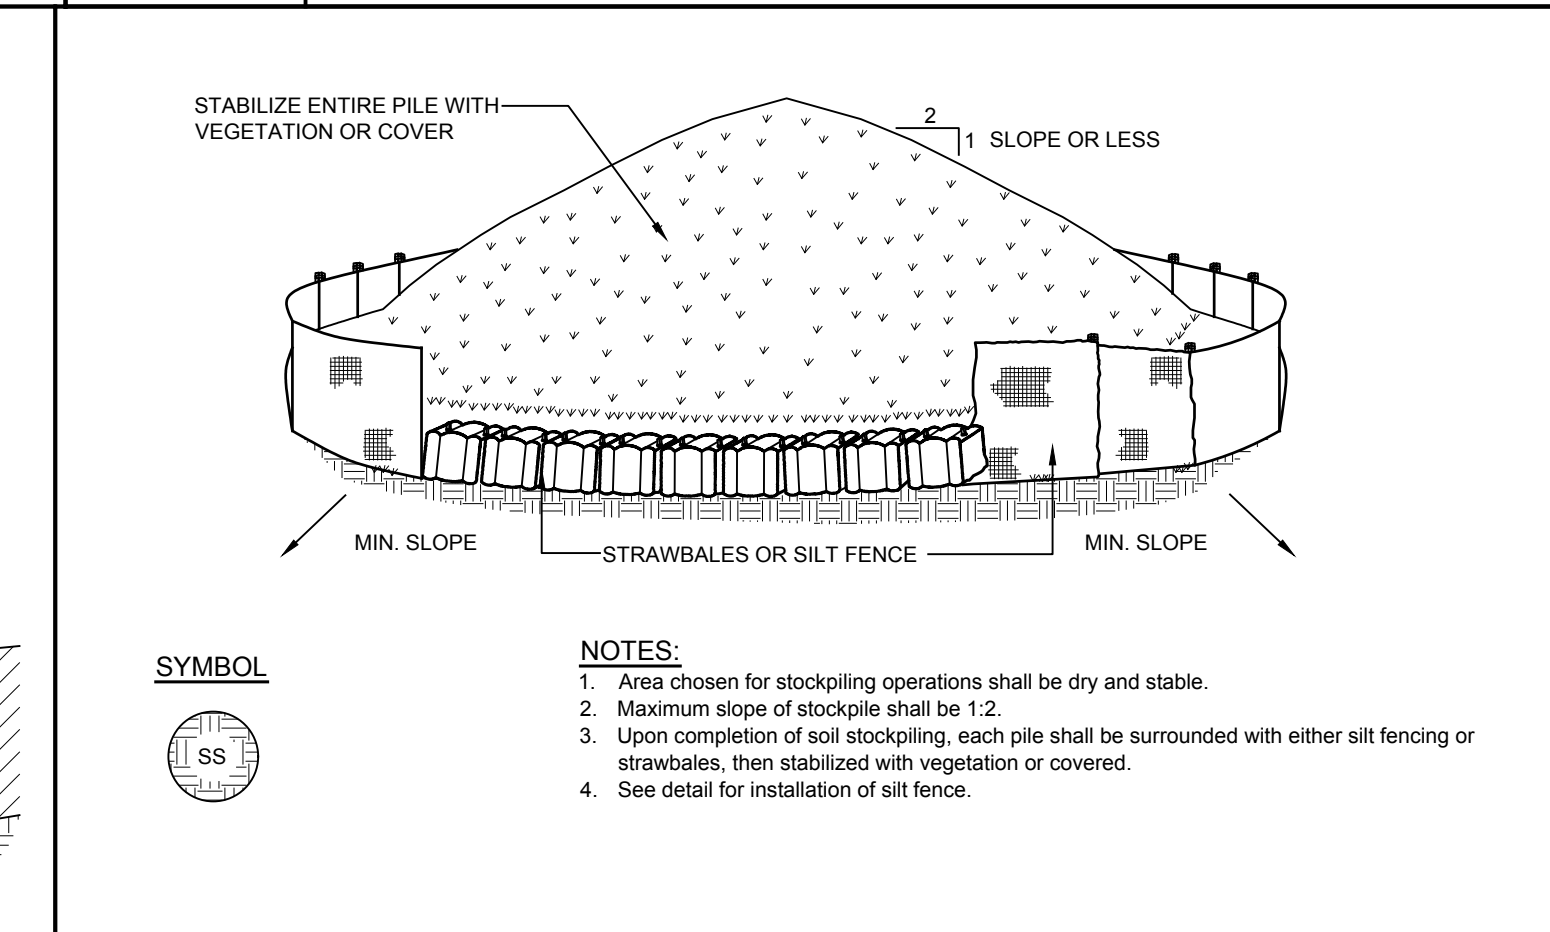 STABILIZE ENTIRE PILE WITH
VEGETATION OR COVER
2
1 SLOPE OR LESS
MIN. SLOPE
STRAWBALES OR SILT FENCE
MIN. SLOPE
SYMBOL
SS
NOTES:
1. Area chosen for stockpiling operations shall be dry and stable.
2. Maximum slope of stockpile shall be 1:2.
3. Upon completion of soil stockpiling, each pile shall be surrounded with either silt fencing or
strawbales, then stabilized with vegetation or covered.
4. See detail for installation of silt fence.